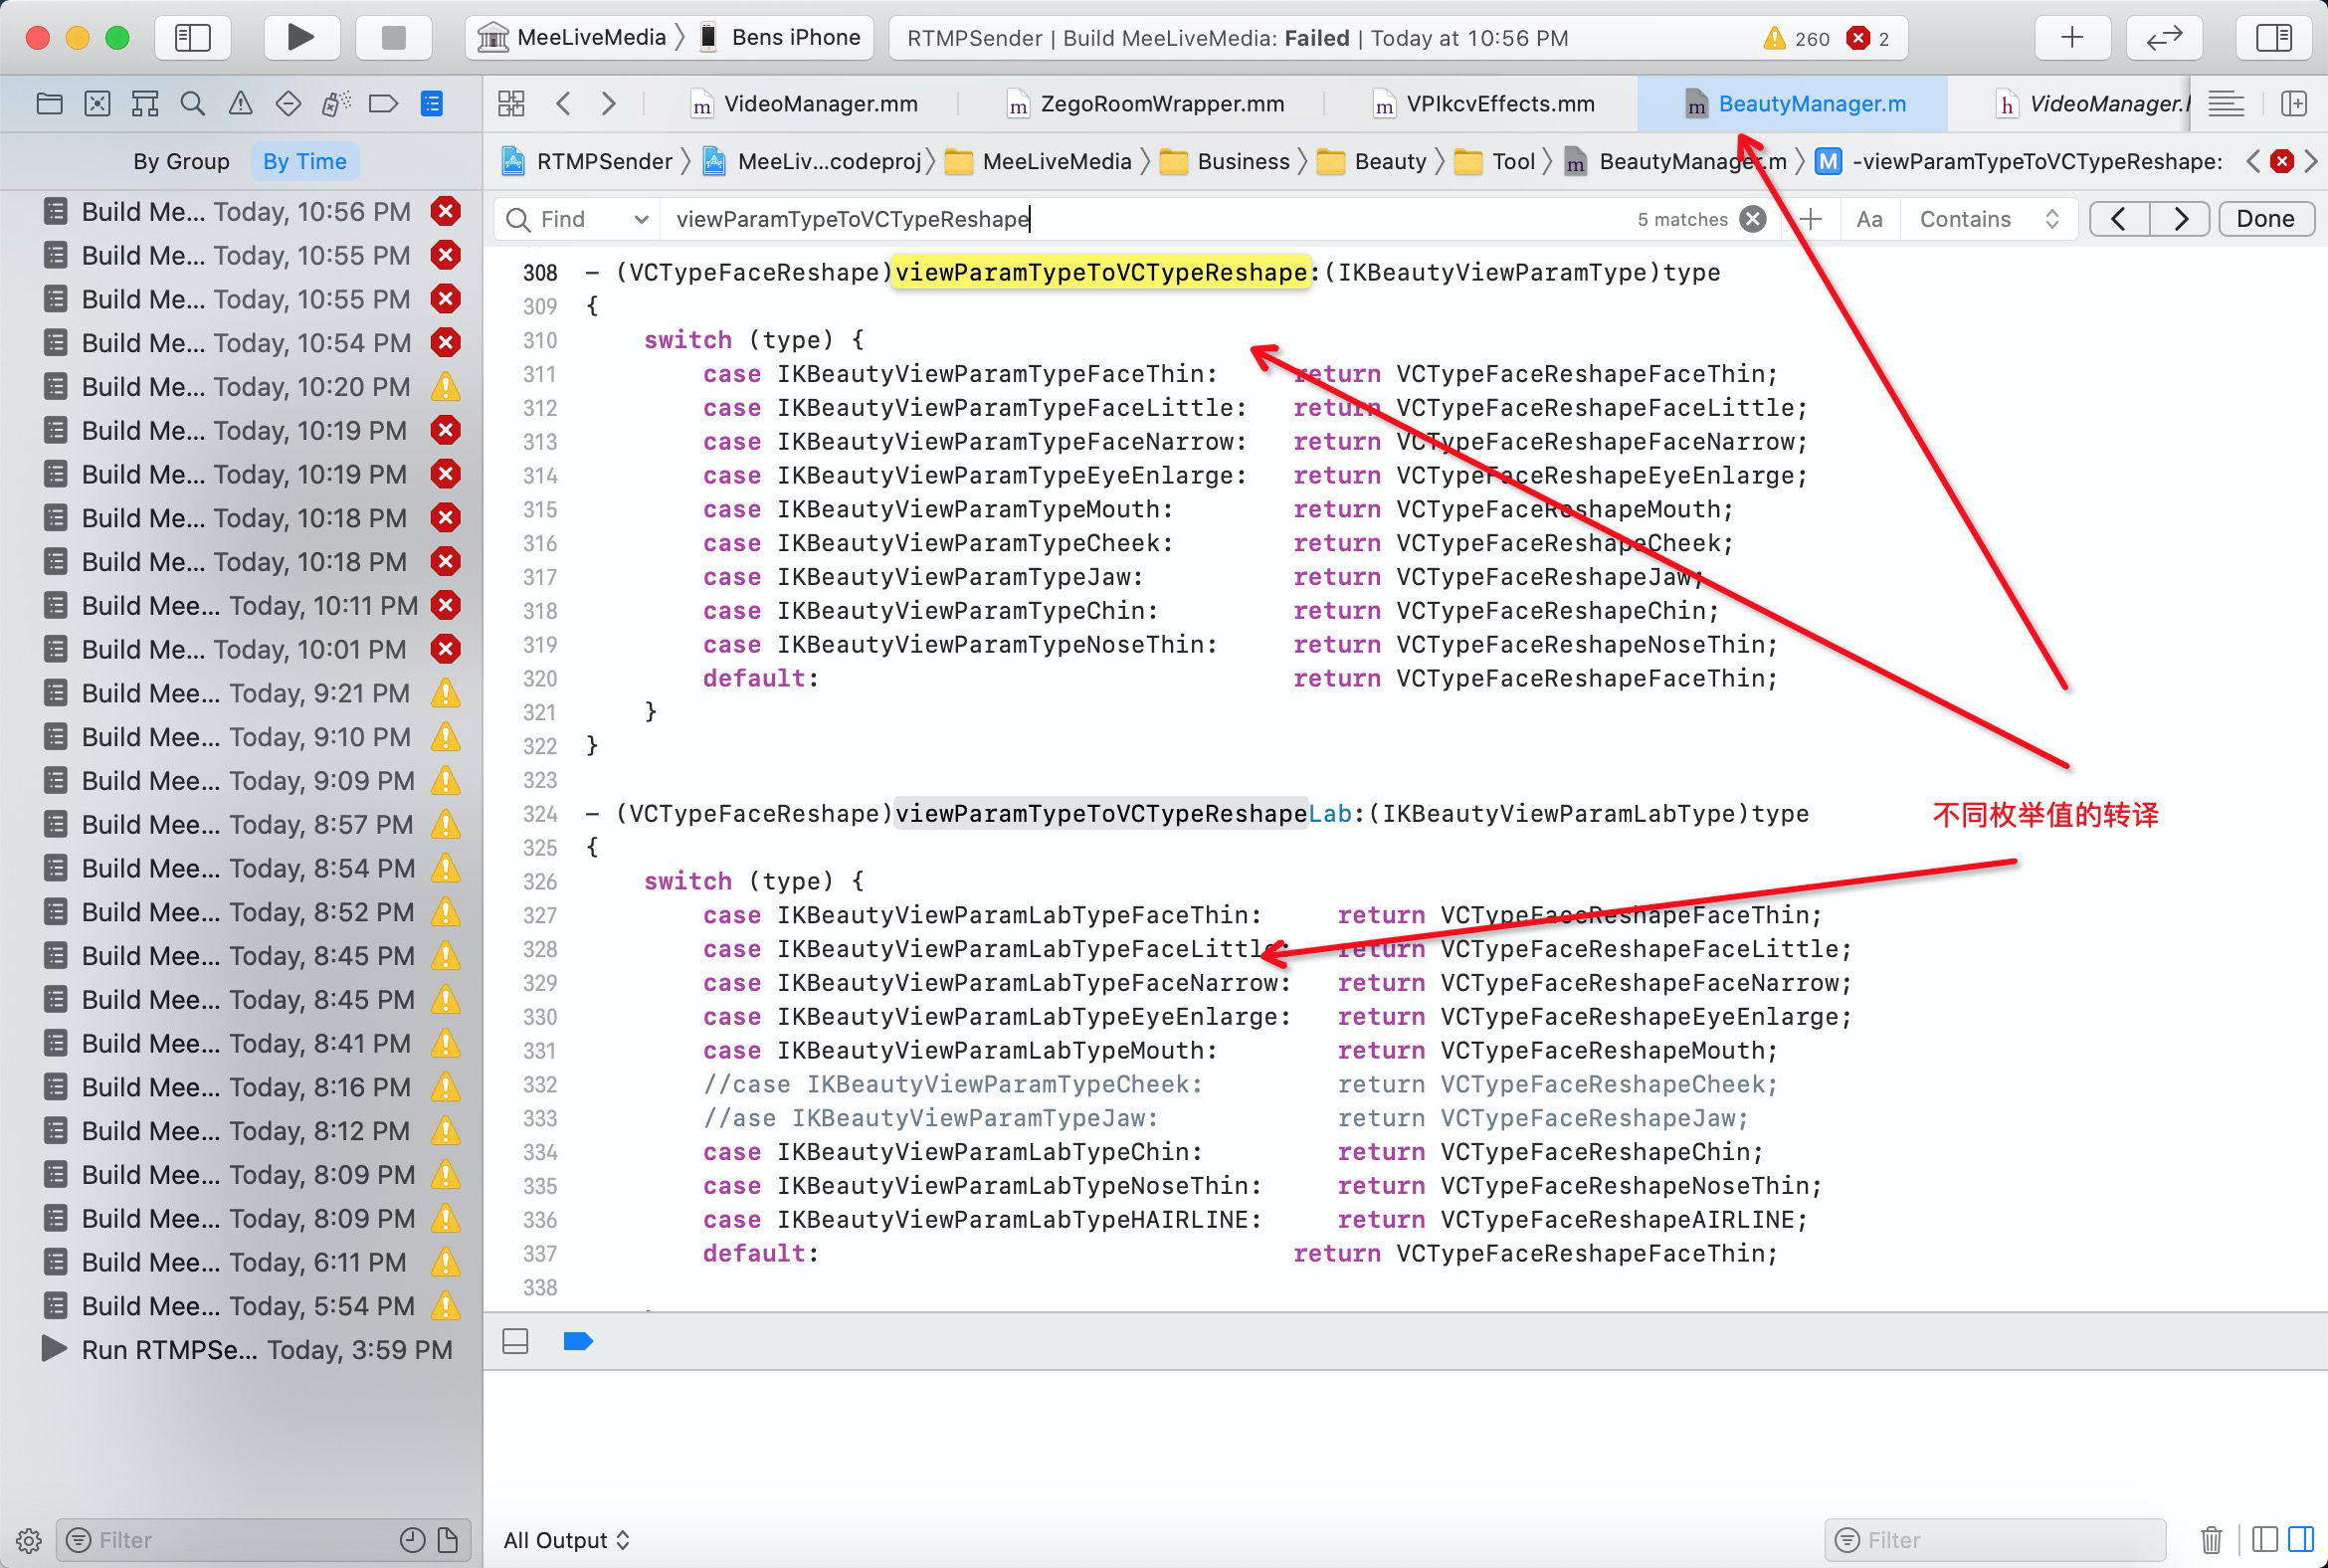 MeeLiveMedia Bens iPhone
RTMPSender | Build MeeLiveMedia: Failed | Today at 10:56 PM 260 2
VideoManager.mm ZegoRoomWrapper.mm VPIkcvEffects.mm BeautyManager.m VideoManager.
By Group By Time
RTMPSender MeeLiv...codeproj MeeLiveMedia Business Beauty Tool BeautyManager.m M -viewParamTypeToVCTypeReshape:
Find viewParamTypeToVCTypeReshape 5 matches Aa Contains Done
Build Me... Today, 10:56 PM
Build Me... Today, 10:55 PM
Build Me... Today, 10:55 PM
Build Me... Today, 10:54 PM
Build Me... Today, 10:20 PM
Build Me... Today, 10:19 PM
Build Me... Today, 10:19 PM
Build Me... Today, 10:18 PM
Build Me... Today, 10:18 PM
Build Mee... Today, 10:11 PM
Build Me... Today, 10:01 PM
Build Mee... Today, 9:21 PM
Build Mee... Today, 9:10 PM
Build Mee... Today, 9:09 PM
Build Mee... Today, 8:57 PM
Build Mee... Today, 8:54 PM
Build Mee... Today, 8:52 PM
Build Mee... Today, 8:45 PM
Build Mee... Today, 8:45 PM
Build Mee... Today, 8:41 PM
Build Mee... Today, 8:16 PM
Build Mee... Today, 8:12 PM
Build Mee... Today, 8:09 PM
Build Mee... Today, 8:09 PM
Build Mee... Today, 6:11 PM
Build Mee... Today, 5:54 PM
Run RTMPSe... Today, 3:59 PM
Filter
308 - (VCTypeFaceReshape)viewParamTypeToVCTypeReshape:(IKBeautyViewParamType)type
309 {
310 switch (type) {
311 case IKBeautyViewParamTypeFaceThin: return VCTypeFaceReshapeFaceThin;
312 case IKBeautyViewParamTypeFaceLittle: return VCTypeFaceReshapeFaceLittle;
313 case IKBeautyViewParamTypeFaceNarrow: return VCTypeFaceReshapeFaceNarrow;
314 case IKBeautyViewParamTypeEyeEnlarge: return VCTypeFaceReshapeEyeEnlarge;
315 case IKBeautyViewParamTypeMouth: return VCTypeFaceReshapeMouth;
316 case IKBeautyViewParamTypeCheek: return VCTypeFaceReshapeCheek;
317 case IKBeautyViewParamTypeJaw: return VCTypeFaceReshapeJaw;
318 case IKBeautyViewParamTypeChin: return VCTypeFaceReshapeChin;
319 case IKBeautyViewParamTypeNoseThin: return VCTypeFaceReshapeNoseThin;
320 default: return VCTypeFaceReshapeFaceThin;
321 }
322 }
323
324 - (VCTypeFaceReshape)viewParamTypeToVCTypeReshapeLab:(IKBeautyViewParamLabType)type
不同枚举值的转译
325 {
326 switch (type) {
327 case IKBeautyViewParamLabTypeFaceThin: return VCTypeFaceReshapeFaceThin;
328 case IKBeautyViewParamLabTypeFaceLittle: return VCTypeFaceReshapeFaceLittle;
329 case IKBeautyViewParamLabTypeFaceNarrow: return VCTypeFaceReshapeFaceNarrow;
330 case IKBeautyViewParamLabTypeEyeEnlarge: return VCTypeFaceReshapeEyeEnlarge;
331 case IKBeautyViewParamLabTypeMouth: return VCTypeFaceReshapeMouth;
332 //case IKBeautyViewParamTypeCheek: return VCTypeFaceReshapeCheek;
333 //ase IKBeautyViewParamTypeJaw: return VCTypeFaceReshapeJaw;
334 case IKBeautyViewParamLabTypeChin: return VCTypeFaceReshapeChin;
335 case IKBeautyViewParamLabTypeNoseThin: return VCTypeFaceReshapeNoseThin;
336 case IKBeautyViewParamLabTypeHAIRLINE: return VCTypeFaceReshapeAIRLINE;
337 default: return VCTypeFaceReshapeFaceThin;
338
All Output Filter